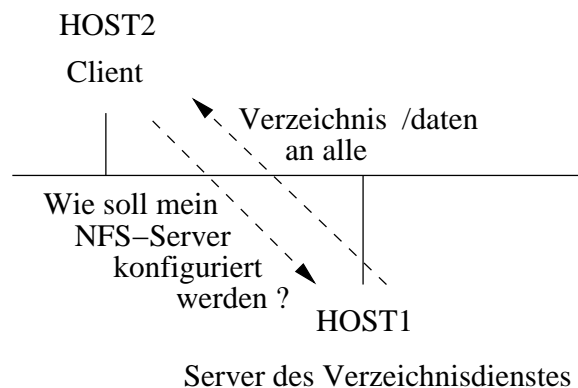 HOST2
Client
Verzeichnis /daten
an alle
Wie soll mein
NFS–Server
konfiguriert
werden ?
HOST1
Server des Verzeichnisdienstes